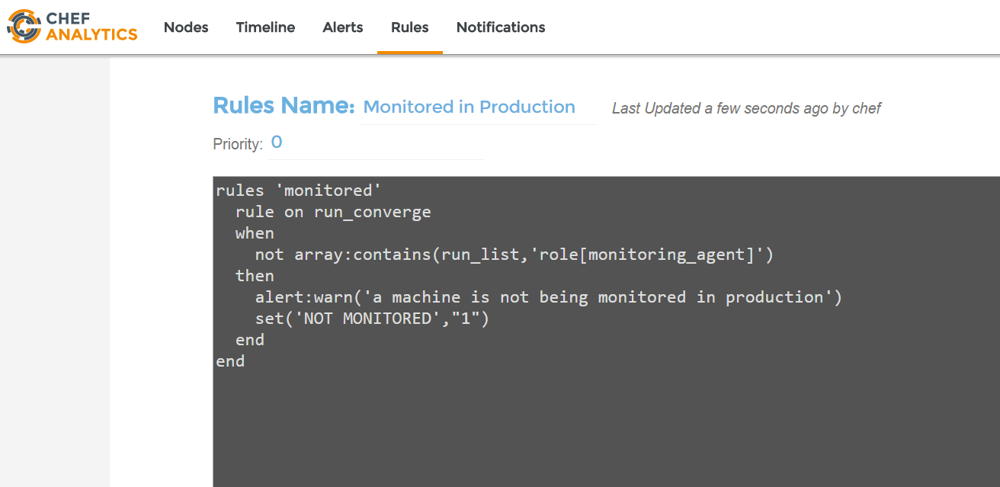 CHEF
ANALYTICS
Nodes Timeline Alerts Rules Notifications
Rules Name: Monitored in Production Last Updated a few seconds ago by chef
Priority: 0
rules 'monitored'
  rule on run_converge
  when
    not array:contains(run_list,'role[monitoring_agent]')
  then
    alert:warn('a machine is not being monitored in production')
    set('NOT MONITORED',"1")
  end
end